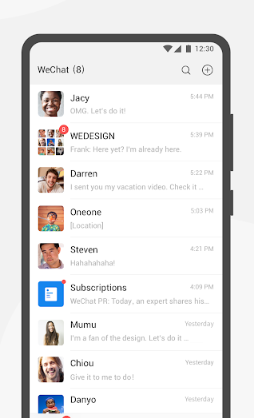 12:30
WeChat (8)
Jacy
5:44 PM
OMG. Let's do it!
8
WEDESIGN
5:39 PM
Frank: Here yet? I'm already here.
Darren
5:22 PM
I sent you my vacation video. Check it ...
Oneone
5:03 PM
[Location]
Steven
4:21 PM
Hahahahaha!
Subscriptions
4:09 PM
WeChat PR: Today, an expert shares his...
Mumu
Yesterday
I'm a fan of the design. Let's do it ..
Chiou
Yesterday
Give it to me to do!
Danyo
Yesterday